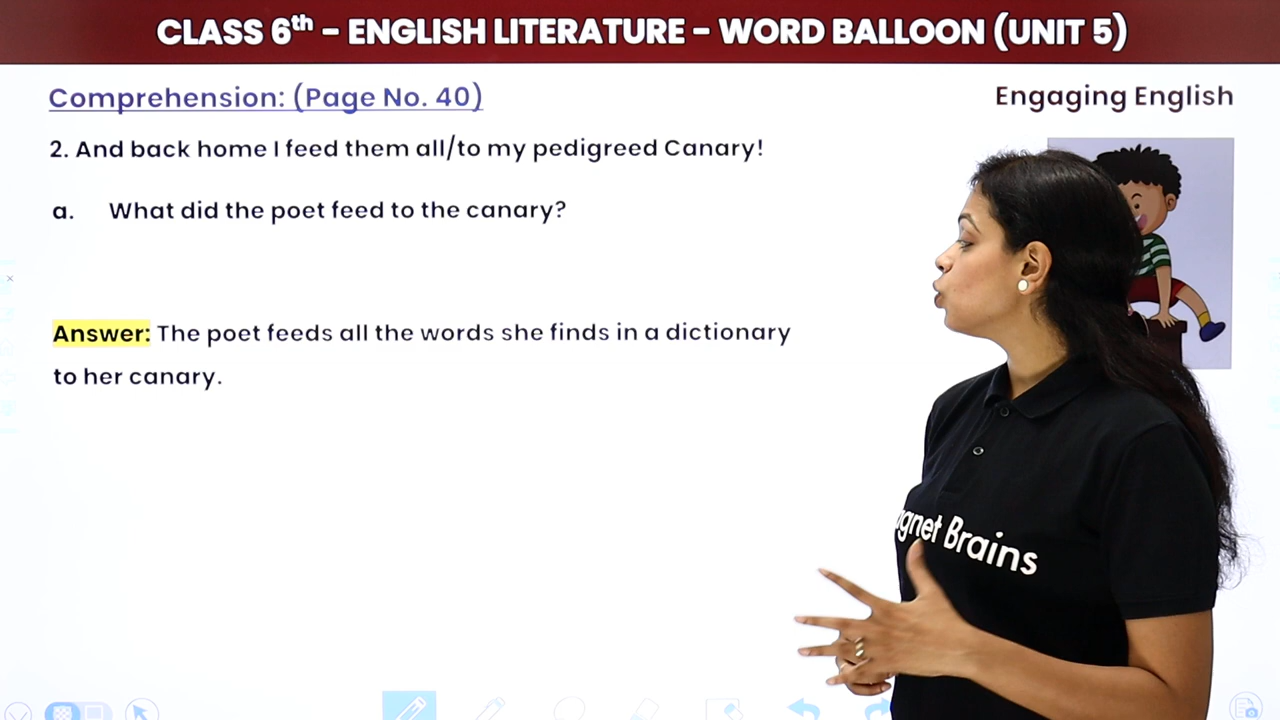 CLASS 6th – ENGLISH LITERATURE – WORD BALLOON (UNIT 5)
Comprehension: (Page No. 40)
Engaging English
2. And back home I feed them all/to my pedigreed Canary!
a. What did the poet feed to the canary?
Answer: The poet feeds all the words she finds in a dictionary
to her canary.
gnet Brains